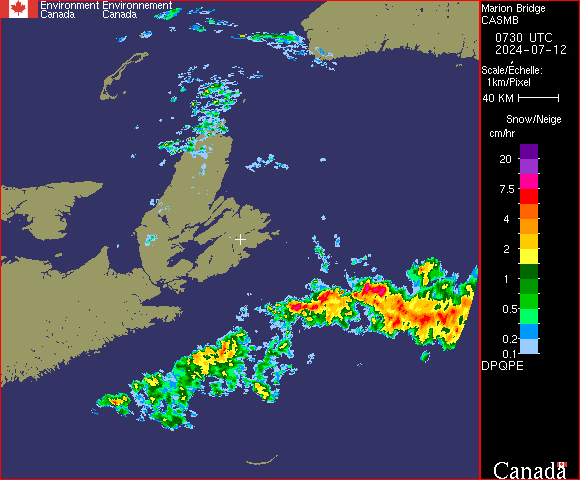 Environment Environnement
Canada Canada
Marion Bridge
CASMB
0730 UTC
2024-07-12
Scale/Échelle:
1km/Pixel
40 KM
Snow/Neige
cm/hr
20
7.5
4
2
1
0.5
0.2
0.1
DPQPE
Canada